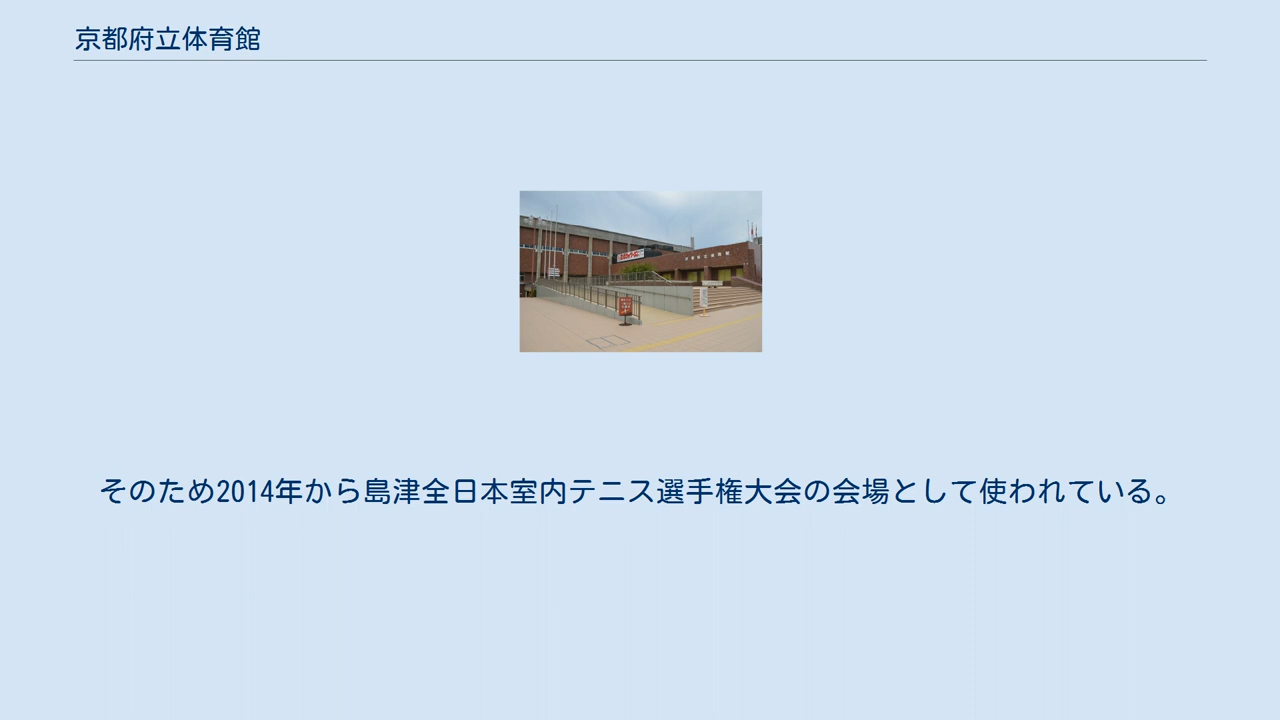 京都府立体育館
そのため2014年から島津全日本室内テニス選手権大会の会場として使われている。